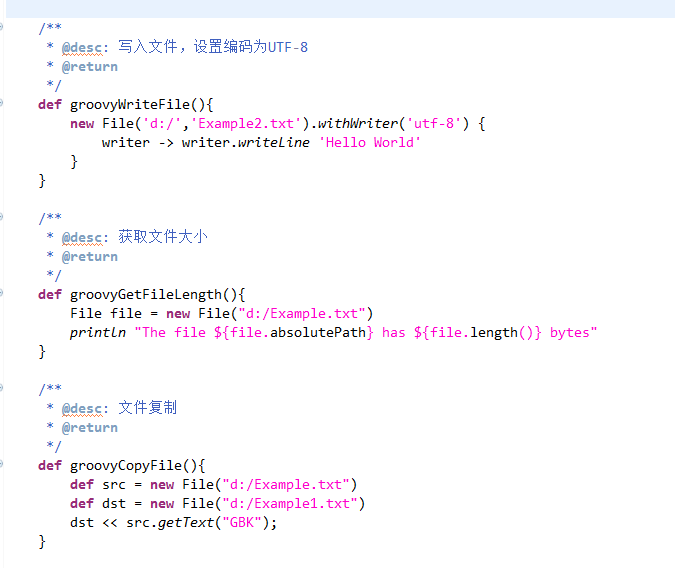 /**
 * @desc: 写入文件，设置编码为UTF-8
 * @return
 */
def groovyWriteFile(){
    new File('d:/','Example2.txt').withWriter('utf-8') {
        writer -> writer.writeLine 'Hello World'
    }
}
/**
 * @desc: 获取文件大小
 * @return
 */
def groovyGetFileLength(){
    File file = new File("d:/Example.txt")
    println "The file ${file.absolutePath} has ${file.length()} bytes"
}
/**
 * @desc: 文件复制
 * @return
 */
def groovyCopyFile(){
    def src = new File("d:/Example.txt")
    def dst = new File("d:/Example1.txt")
    dst << src.getText("GBK");
}